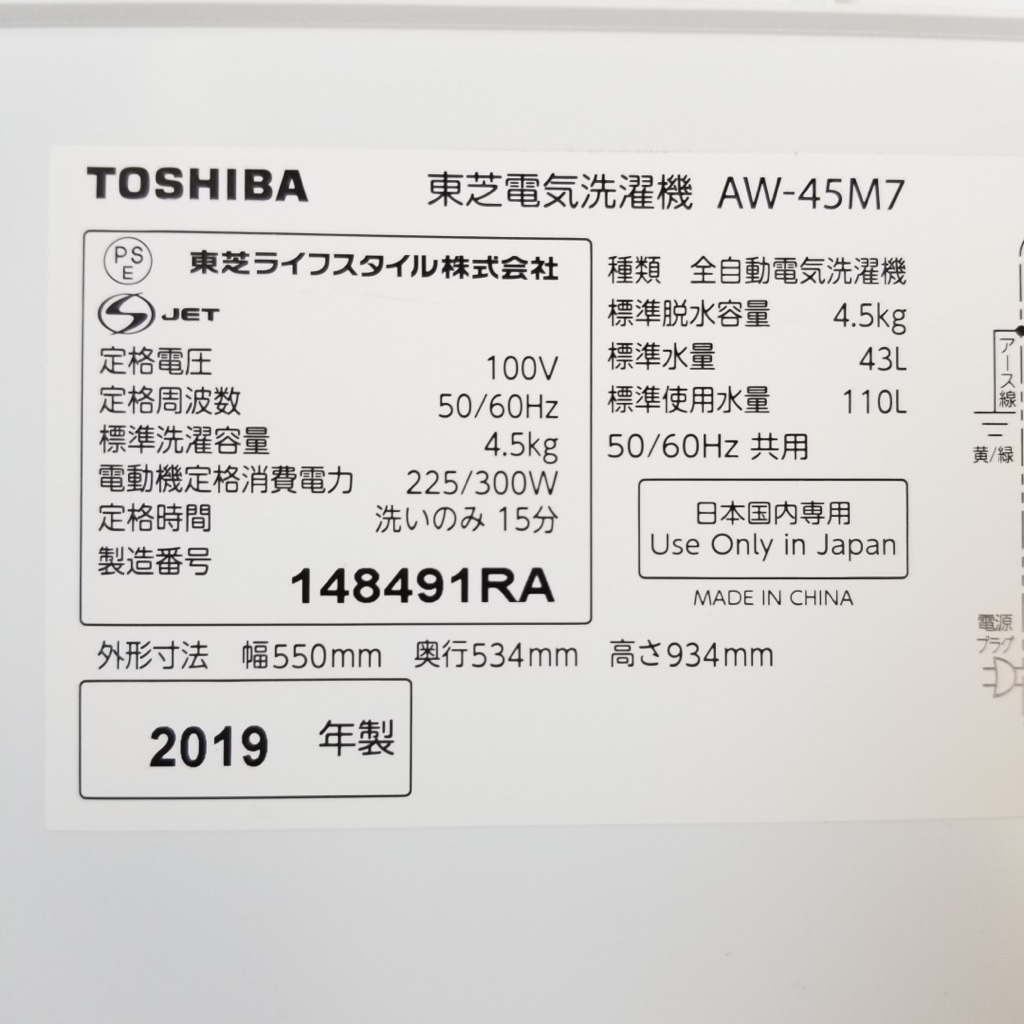 TOSHIBA 東芝電気洗濯機 AW-45M7
PSE 東芝ライフスタイル株式会社
JET
定格電圧 100V
定格周波数 50/60Hz
標準洗濯容量 4.5kg
電動機定格消費電力 225/300W
定格時間 洗いのみ 15分
製造番号 148491RA
種類 全自動電気洗濯機
標準脱水容量 4.5kg
標準水量 43L
標準使用水量 110L
50/60Hz 共用
日本国内専用
Use Only in Japan
MADE IN CHINA
外形寸法 幅550mm 奥行534mm 高さ934mm
2019 年製
アース線
黄/緑
電源
プラグ